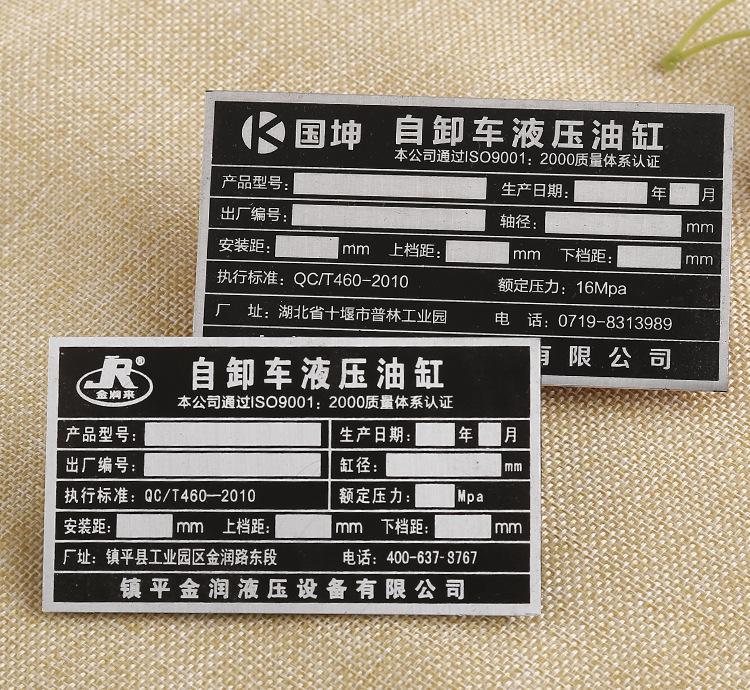 国坤 自卸车液压油缸
本公司通过ISO9001：2000质量体系认证
产品型号： 生产日期： 年 月
出厂编号： 轴径： mm
安装距： mm 上档距： mm 下档距： mm
执行标准：QC/T460-2010 额定压力：16Mpa
厂 址：湖北省十堰市普林工业园 电 话：0719-8313989
有限公司
JR® 自卸车液压油缸
金润来 本公司通过ISO9001：2000质量体系认证
产品型号： 生产日期： 年 月
出厂编号： 缸径： mm
执行标准：QC/T460—2010 额定压力： Mpa
安装距： mm 上档距： mm 下档距： mm
厂址：镇平县工业园区金润路东段 电话：400-637-3767
镇平金润液压设备有限公司